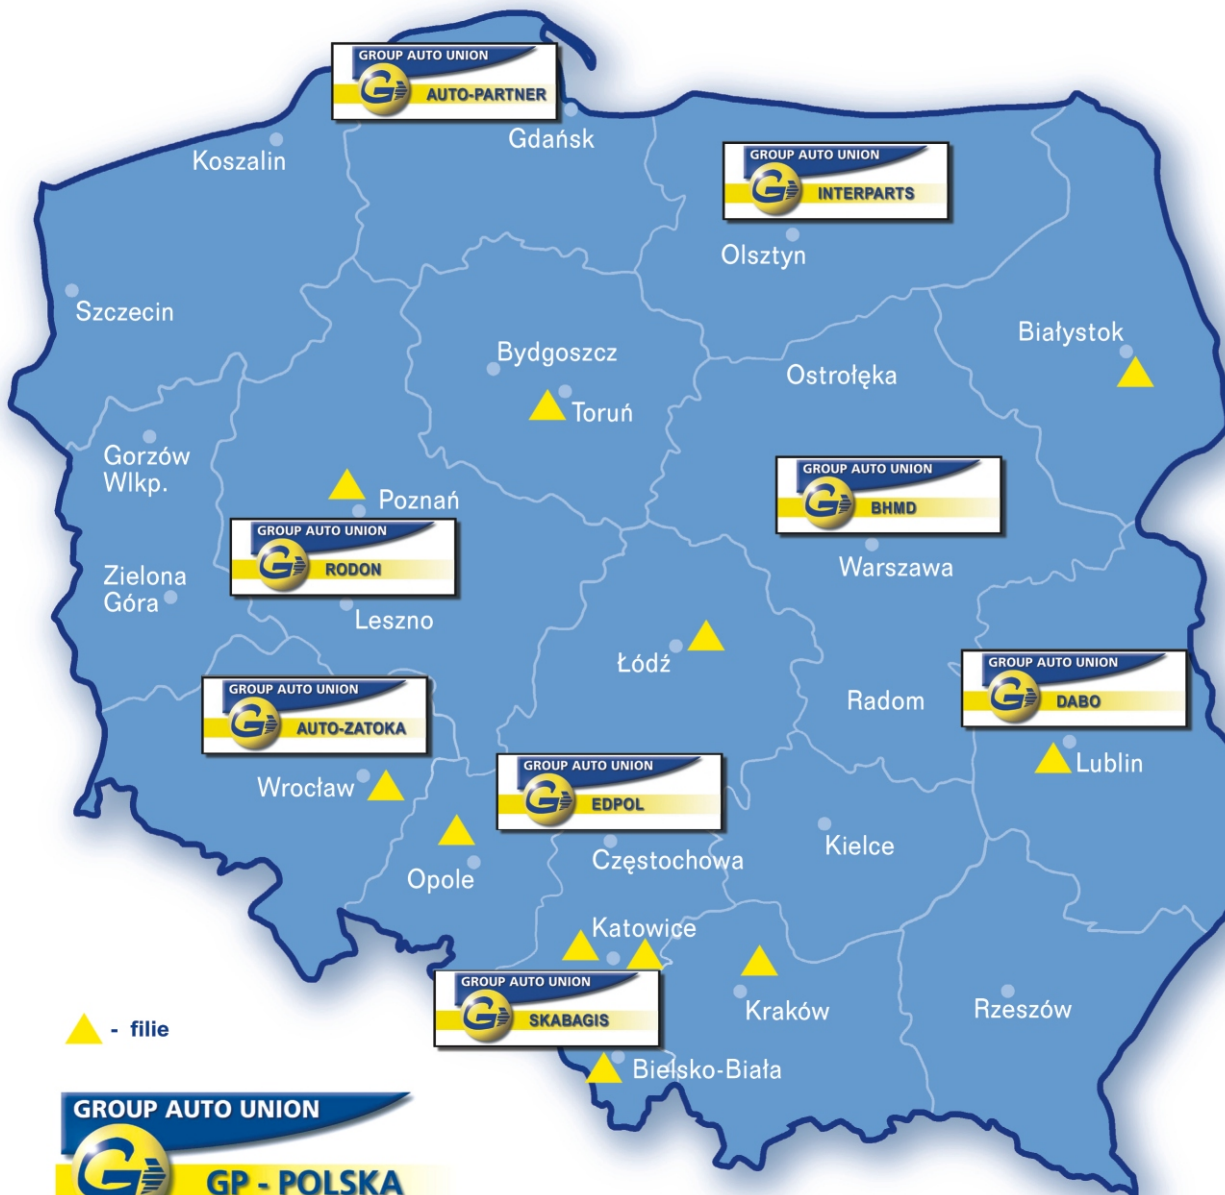 GROUP AUTO UNION
AUTO-PARTNER
Gdańsk
Koszalin
GROUP AUTO UNION
INTERPARTS
Olsztyn
Szczecin
Białystok
Bydgoszcz
Ostrołęka
Toruń
Gorzów
Wlkp.
Poznań
GROUP AUTO UNION
BHMD
Warszawa
GROUP AUTO UNION
RODON
Zielona
Góra
Leszno
Łódź
GROUP AUTO UNION
DABO
Radom
Lublin
GROUP AUTO UNION
AUTO-ZATOKA
Wrocław
GROUP AUTO UNION
EDPOL
Częstochowa
Kielce
Opole
Katowice
GROUP AUTO UNION
SKABAGIS
Kraków
Rzeszów
Bielsko-Biała
- filie
GROUP AUTO UNION
GP - POLSKA